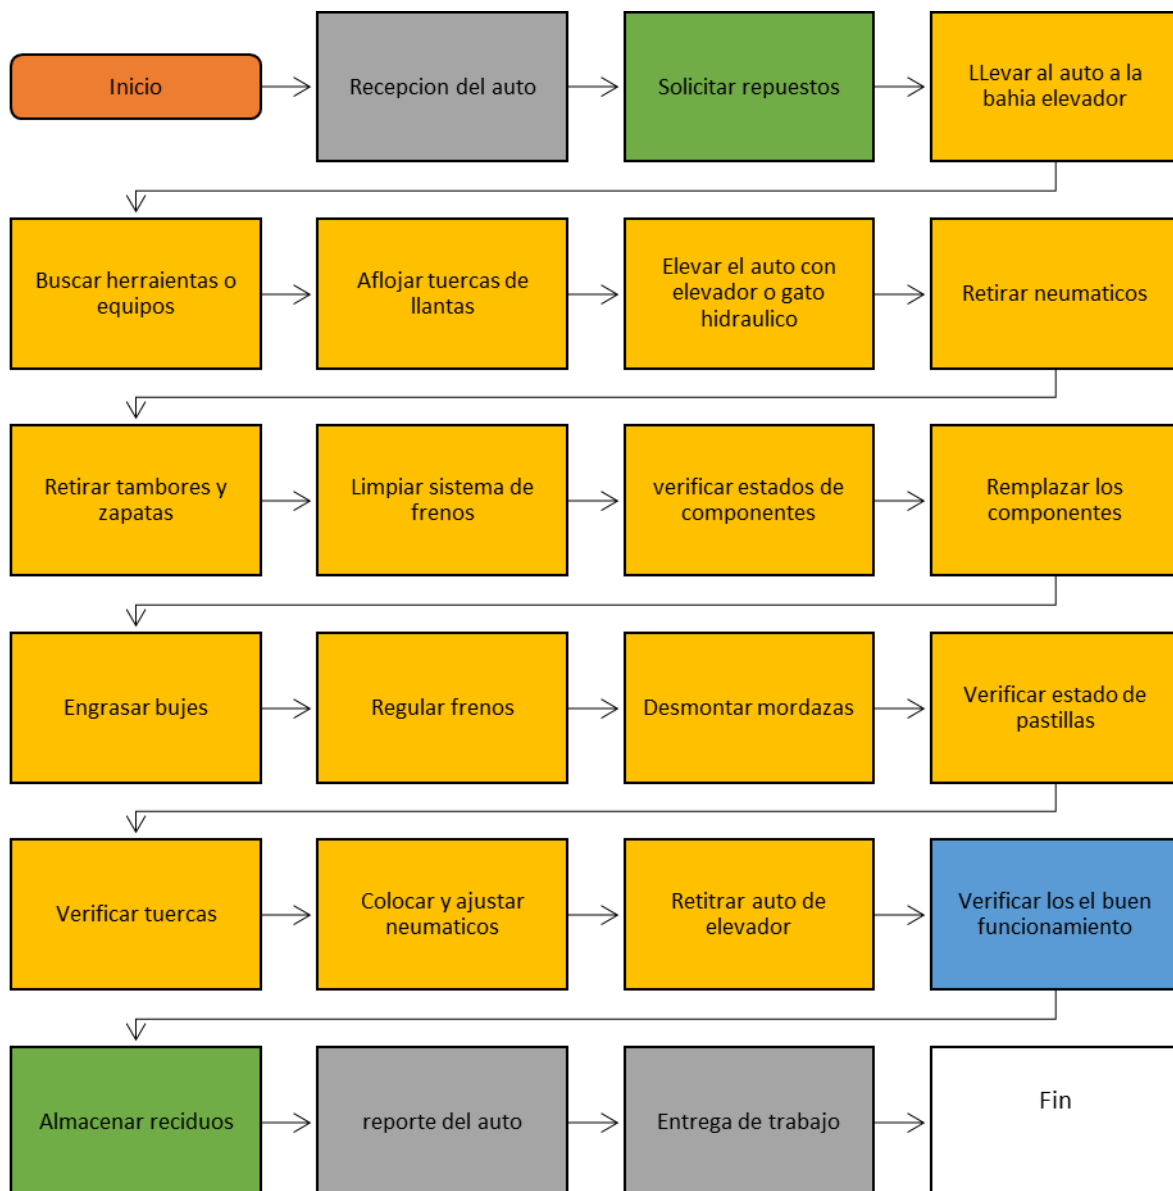 Inicio
Recepcion del auto
Solicitar repuestos
LLevar al auto a la
bahia elevador
Buscar herraientas o
equipos
Aflojar tuercas de
llantas
Elevar el auto con
elevador o gato
hidraulico
Retirar neumaticos
Retirar tambores y
zapatas
Limpiar sistema de
frenos
verificar estados de
componentes
Remplazar los
componentes
Engrasar bujes
Regular frenos
Desmontar mordazas
Verificar estado de
pastillas
Verificar tuercas
Colocar y ajustar
neumaticos
Retitrar auto de
elevador
Verificar los el buen
funcionamiento
Almacenar reciduos
reporte del auto
Entrega de trabajo
Fin